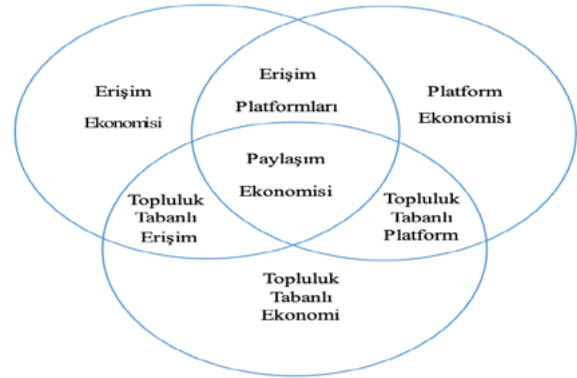 Erişim
Ekonomisi
Erişim
Platformları
Platform
Ekonomisi
Paylaşım
Ekonomisi
Topluluk
Tabanlı
Erişim
Topluluk
Tabanlı
Platform
Topluluk
Tabanlı
Ekonomi